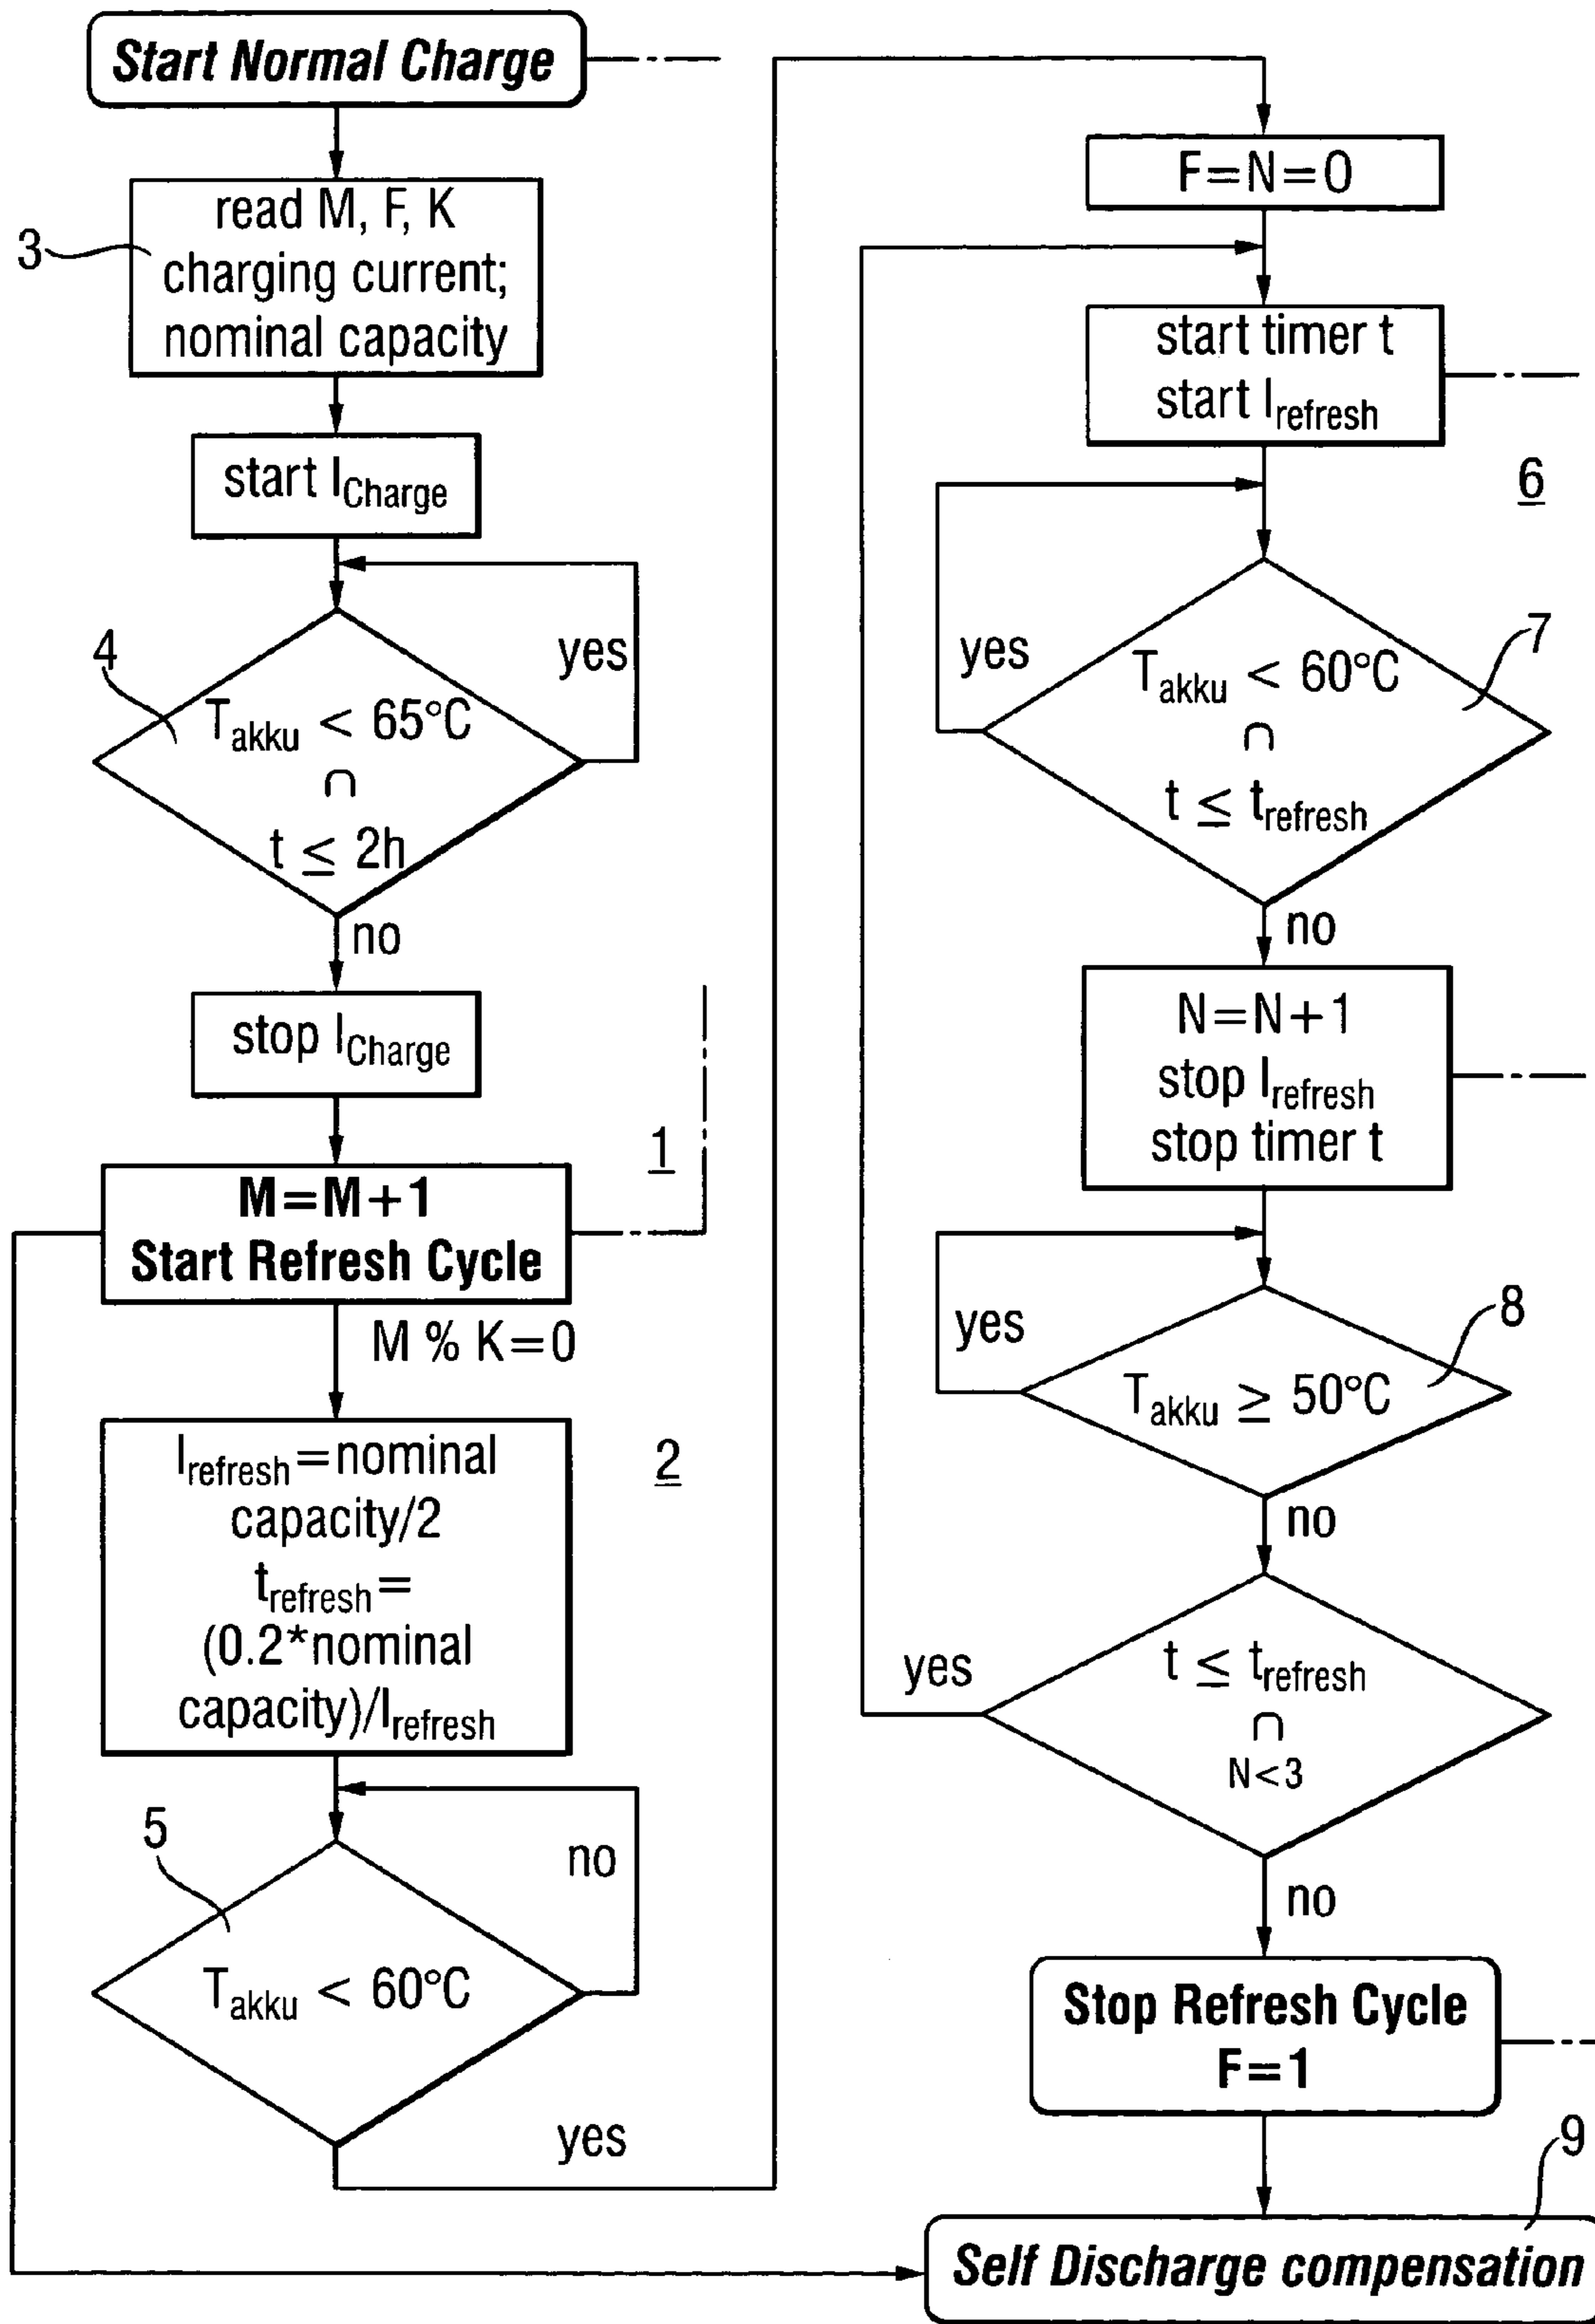 Start Normal Charge
3
read M, F, K
charging current;
nominal capacity
start I_Charge
4
yes
T_akku < 65°C
∩
t ≤ 2h
no
stop I_Charge
1
M=M+1
Start Refresh Cycle
M % K=0
2
I_refresh=nominal
capacity/2
t_refresh=
(0.2*nominal
capacity)/I_refresh
5
no
T_akku < 60°C
yes
F=N=0
start timer t
start I_refresh
6
7
yes
T_akku < 60°C
∩
t ≤ t_refresh
no
N=N+1
stop I_refresh
stop timer t
8
yes
T_akku ≥ 50°C
no
yes
t ≤ t_refresh
∩
N<3
no
Stop Refresh Cycle
F=1
9
Self Discharge compensation